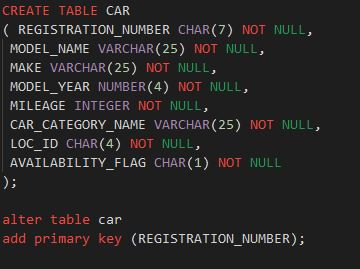 CREATE TABLE CAR
( REGISTRATION_NUMBER CHAR(7) NOT NULL,
MODEL_NAME VARCHAR(25) NOT NULL,
MAKE VARCHAR(25) NOT NULL,
MODEL_YEAR NUMBER(4) NOT NULL,
MILEAGE INTEGER NOT NULL,
CAR_CATEGORY_NAME VARCHAR(25) NOT NULL,
LOC_ID CHAR(4) NOT NULL,
AVAILABILITY_FLAG CHAR(1) NOT NULL
);
alter table car
add primary key (REGISTRATION_NUMBER);